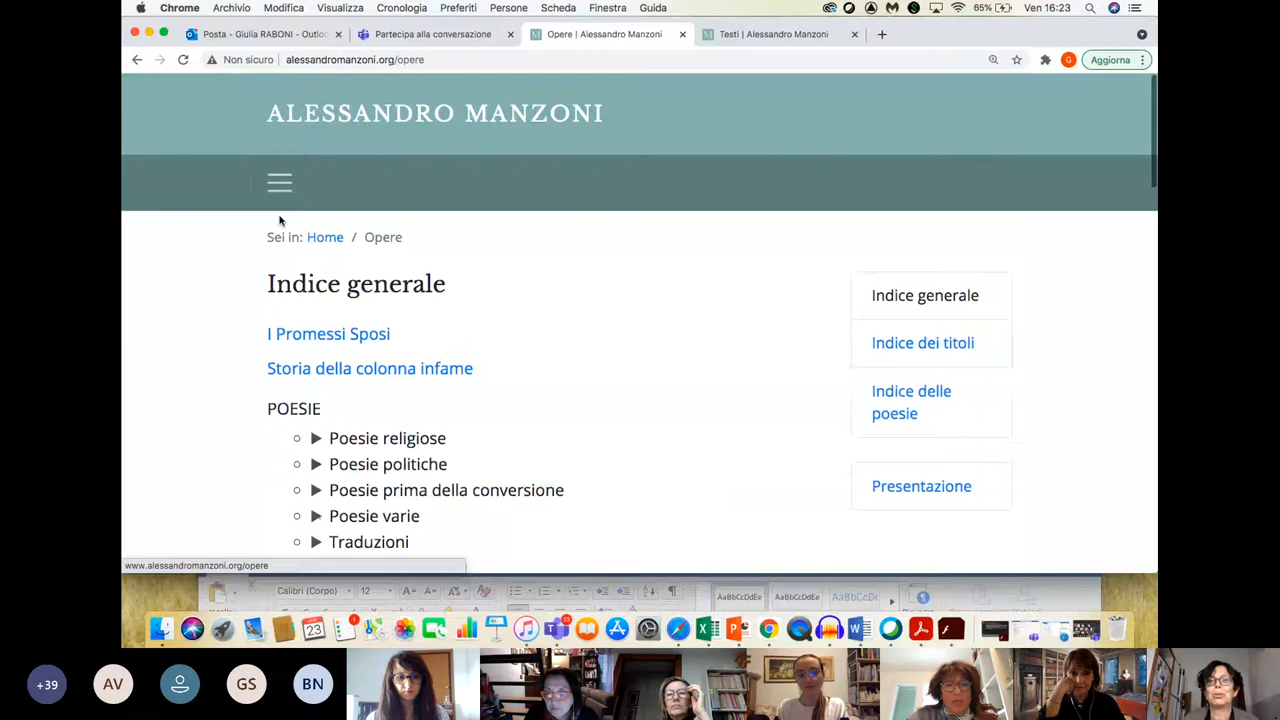 Chrome Archivio Modifica Visualizza Cronologia Preferiti Persone Scheda Finestra Guida 65% Ven 16:23
Posta - Giulia RABONI - Outlo Partecipa alla conversazione Opere | Alessandro Manzoni Testi | Alessandro Manzoni
Non sicuro alessandromanzoni.org/opere G Aggiorna
ALESSANDRO MANZONI
Sei in: Home / Opere
Indice generale
I Promessi Sposi
Storia della colonna infame
POESIE
Poesie religiose
Poesie politiche
Poesie prima della conversione
Poesie varie
Traduzioni
Indice generale
Indice dei titoli
Indice delle
poesie
Presentazione
www.alessandromanzoni.org/opere
Calibri (Corpo) 12 AaBbCcDdEe AaBbCcDdEe AaBbCcDc
23
+39 AV GS BN